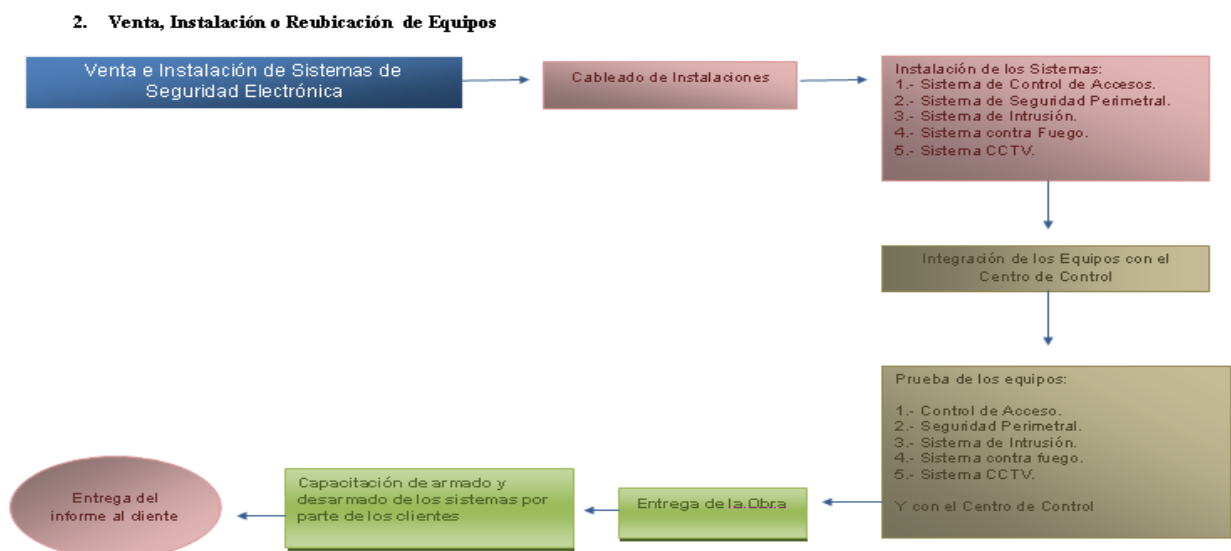 2. Venta, Instalación o Reubicación de Equipos
Venta e Instalación de Sistemas de
Seguridad Electrónica
Cableado de Instalaciones
Instalación de los Sistemas:
1.- Sistema de Control de Accesos.
2.- Sistema de Seguridad Perimetral.
3.- Sistema de Intrusión.
4.- Sistema contra Fuego.
5.- Sistema CCTV.
Integración de los Equipos con el
Centro de Control
Prueba de los equipos:
1.- Control de Acceso.
2.- Seguridad Perimetral.
3.- Sistema de Intrusión.
4.- Sistema contra fuego.
5.- Sistema CCTV.
Y con el Centro de Control
Entrega de la Obra
Capacitación de armado y
desarmado de los sistemas por
parte de los clientes
Entrega del
informe al cliente